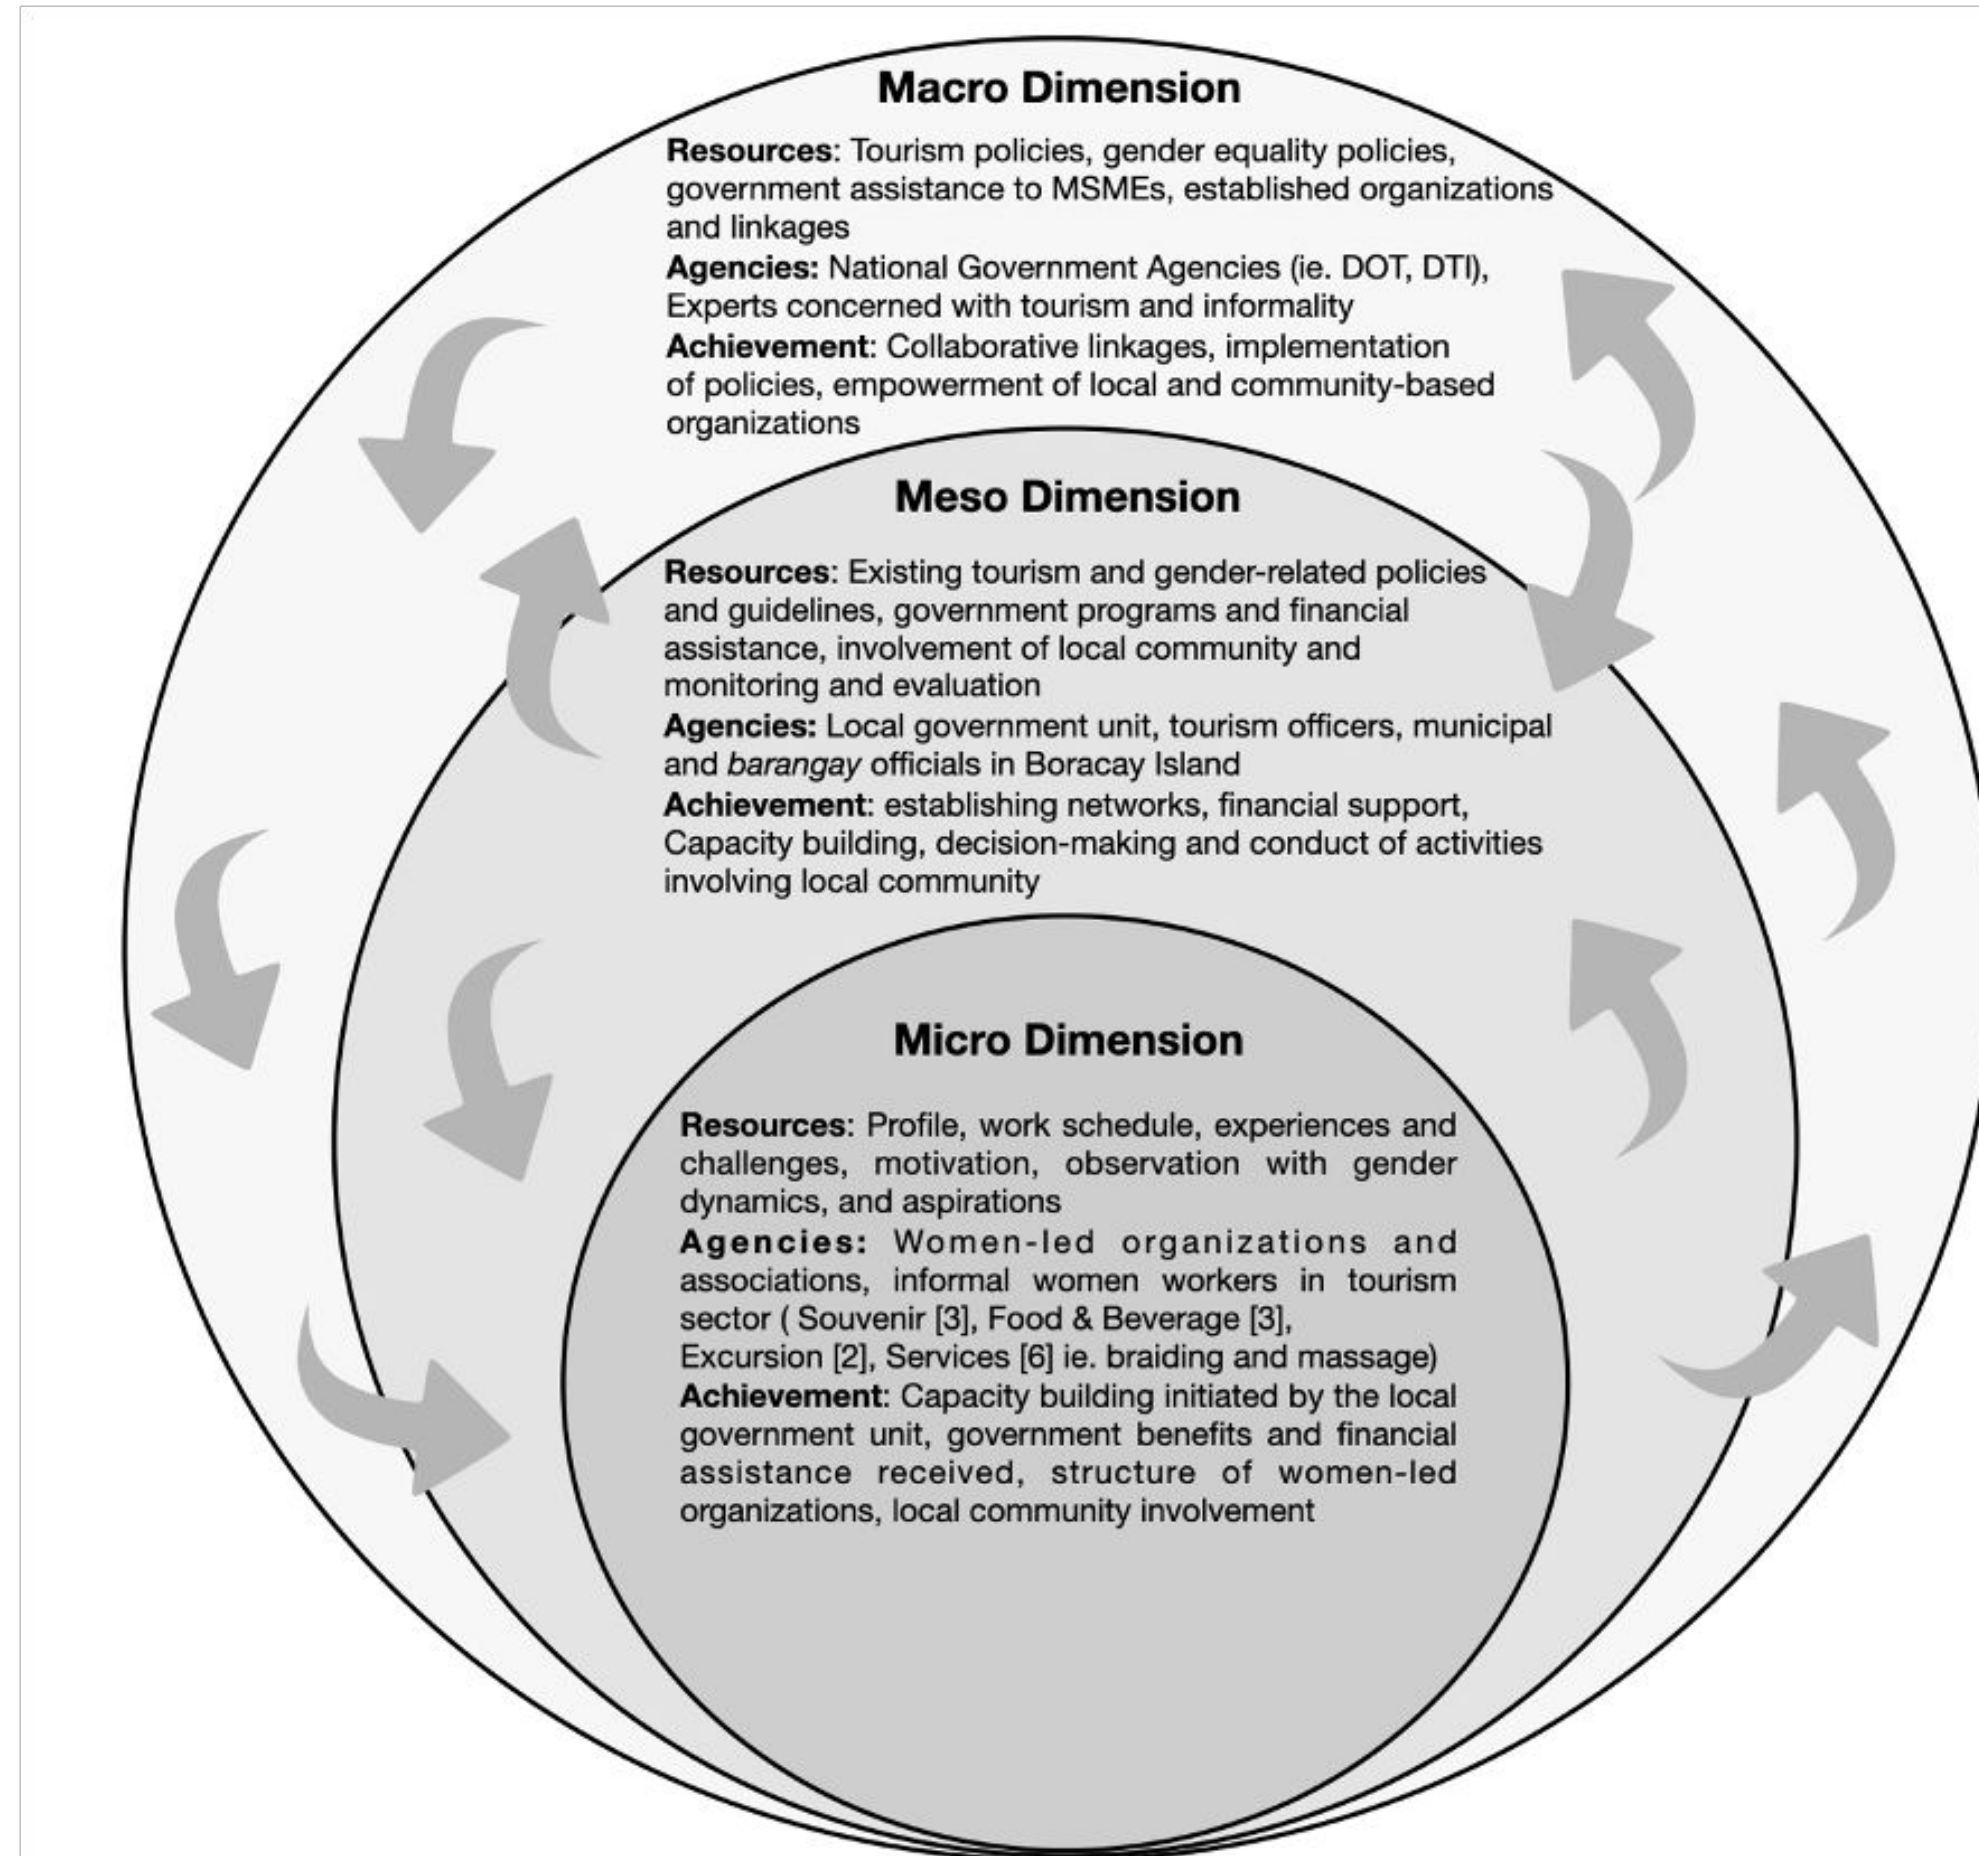 Macro Dimension
Resources: Tourism policies, gender equality policies,
government assistance to MSMEs, established organizations
and linkages
Agencies: National Government Agencies (ie. DOT, DTI),
Experts concerned with tourism and informality
Achievement: Collaborative linkages, implementation
of policies, empowerment of local and community-based
organizations
Meso Dimension
Resources: Existing tourism and gender-related policies
and guidelines, government programs and financial
assistance, involvement of local community and
monitoring and evaluation
Agencies: Local government unit, tourism officers, municipal
and barangay officials in Boracay Island
Achievement: establishing networks, financial support,
Capacity building, decision-making and conduct of activities
involving local community
Micro Dimension
Resources: Profile, work schedule, experiences and
challenges, motivation, observation with gender
dynamics, and aspirations
Agencies: Women-led organizations and
associations, informal women workers in tourism
sector ( Souvenir [3], Food & Beverage [3],
Excursion [2], Services [6] ie. braiding and massage)
Achievement: Capacity building initiated by the local
government unit, government benefits and financial
assistance received, structure of women-led
organizations, local community involvement